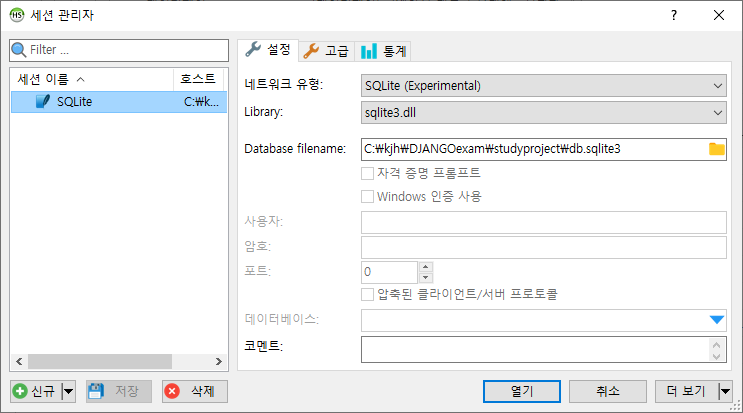 HS 세션 관리자
Filter ...
세션 이름 호스트
SQLite C:\k...
설정 고급 통계
네트워크 유형: SQLite (Experimental)
Library: sqlite3.dll
Database filename: C:\kjh\DJANGOexam\studyproject\db.sqlite3
자격 증명 프롬프트
Windows 인증 사용
사용자:
암호:
포트: 0
압축된 클라이언트/서버 프로토콜
데이터베이스:
코멘트:
신규 저장 삭제 열기 취소 더 보기